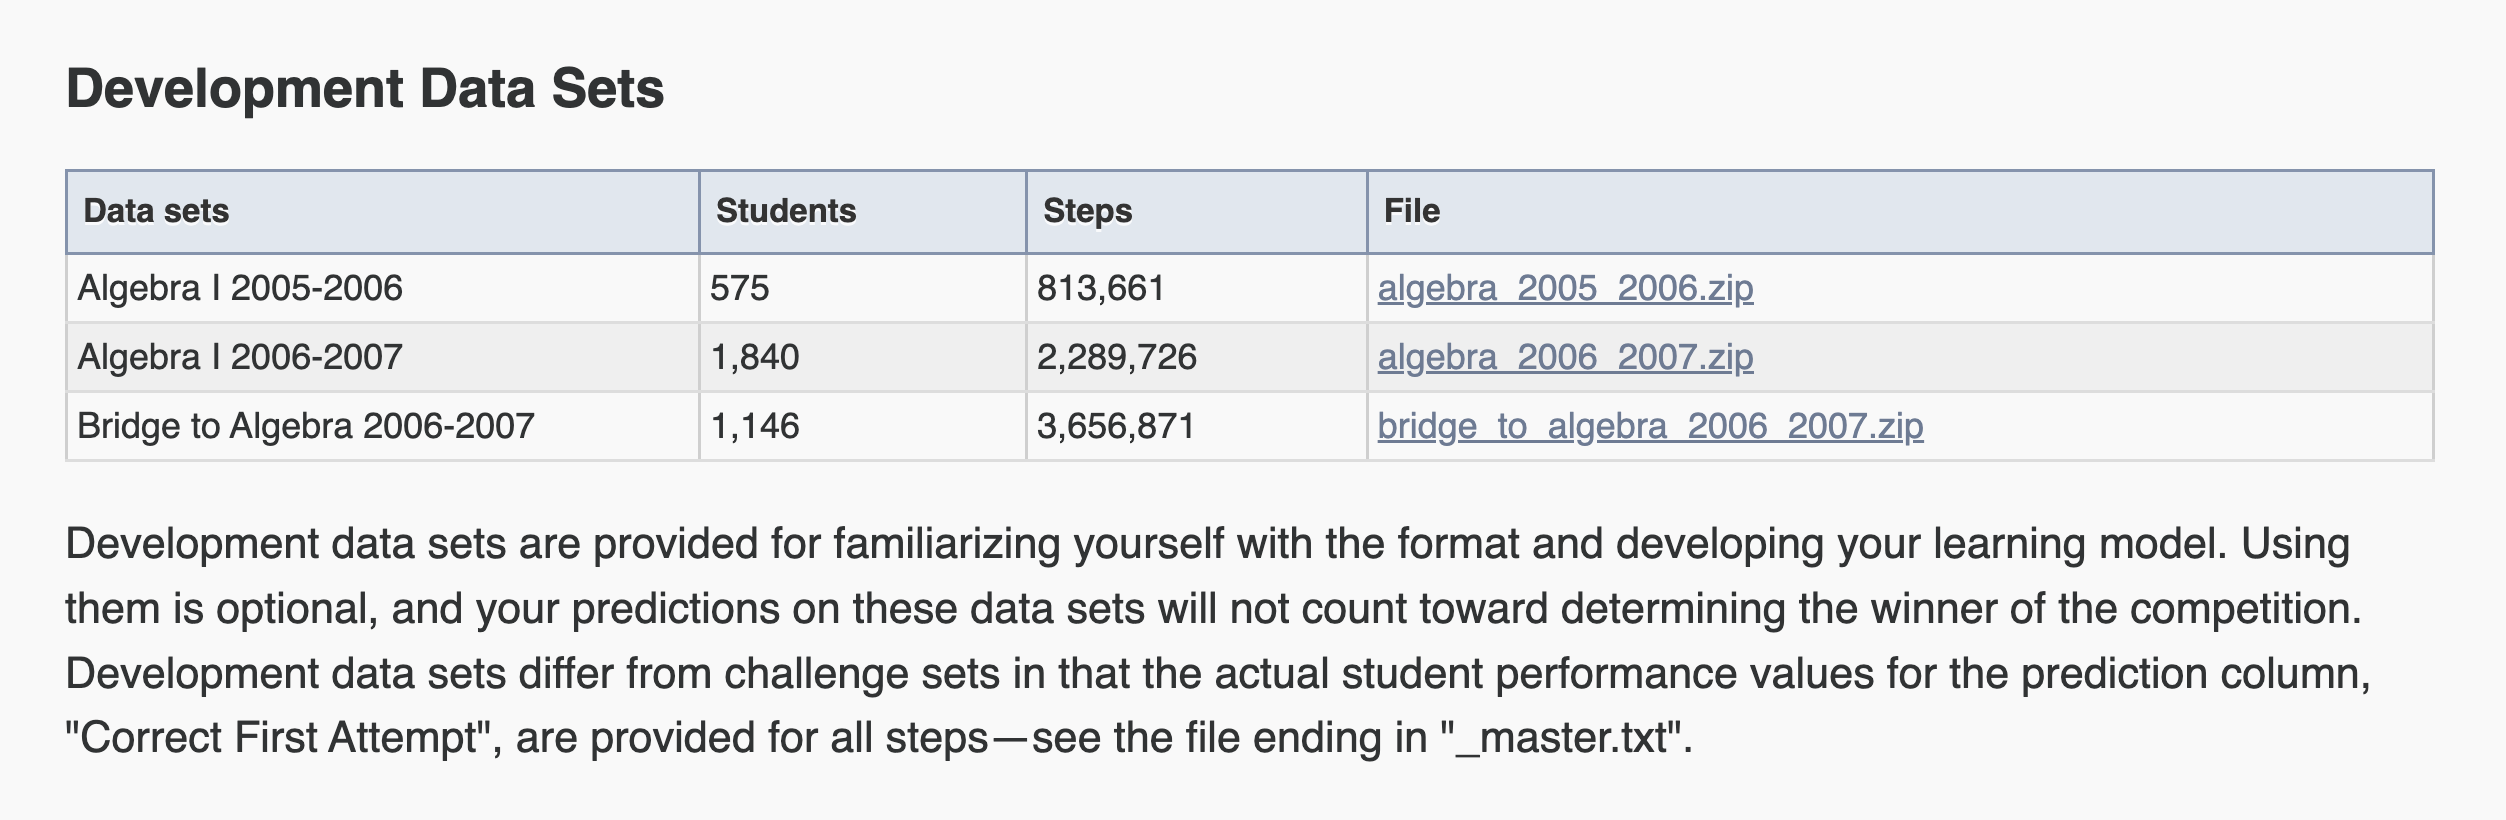 Development Data Sets
Data sets Students Steps File
Algebra I 2005-2006 575 813,661 algebra_2005_2006.zip
Algebra I 2006-2007 1,840 2,289,726 algebra_2006_2007.zip
Bridge to Algebra 2006-2007 1,146 3,656,871 bridge_to_algebra_2006_2007.zip
Development data sets are provided for familiarizing yourself with the format and developing your learning model. Using
them is optional, and your predictions on these data sets will not count toward determining the winner of the competition.
Development data sets differ from challenge sets in that the actual student performance values for the prediction column,
"Correct First Attempt", are provided for all steps—see the file ending in "_master.txt".